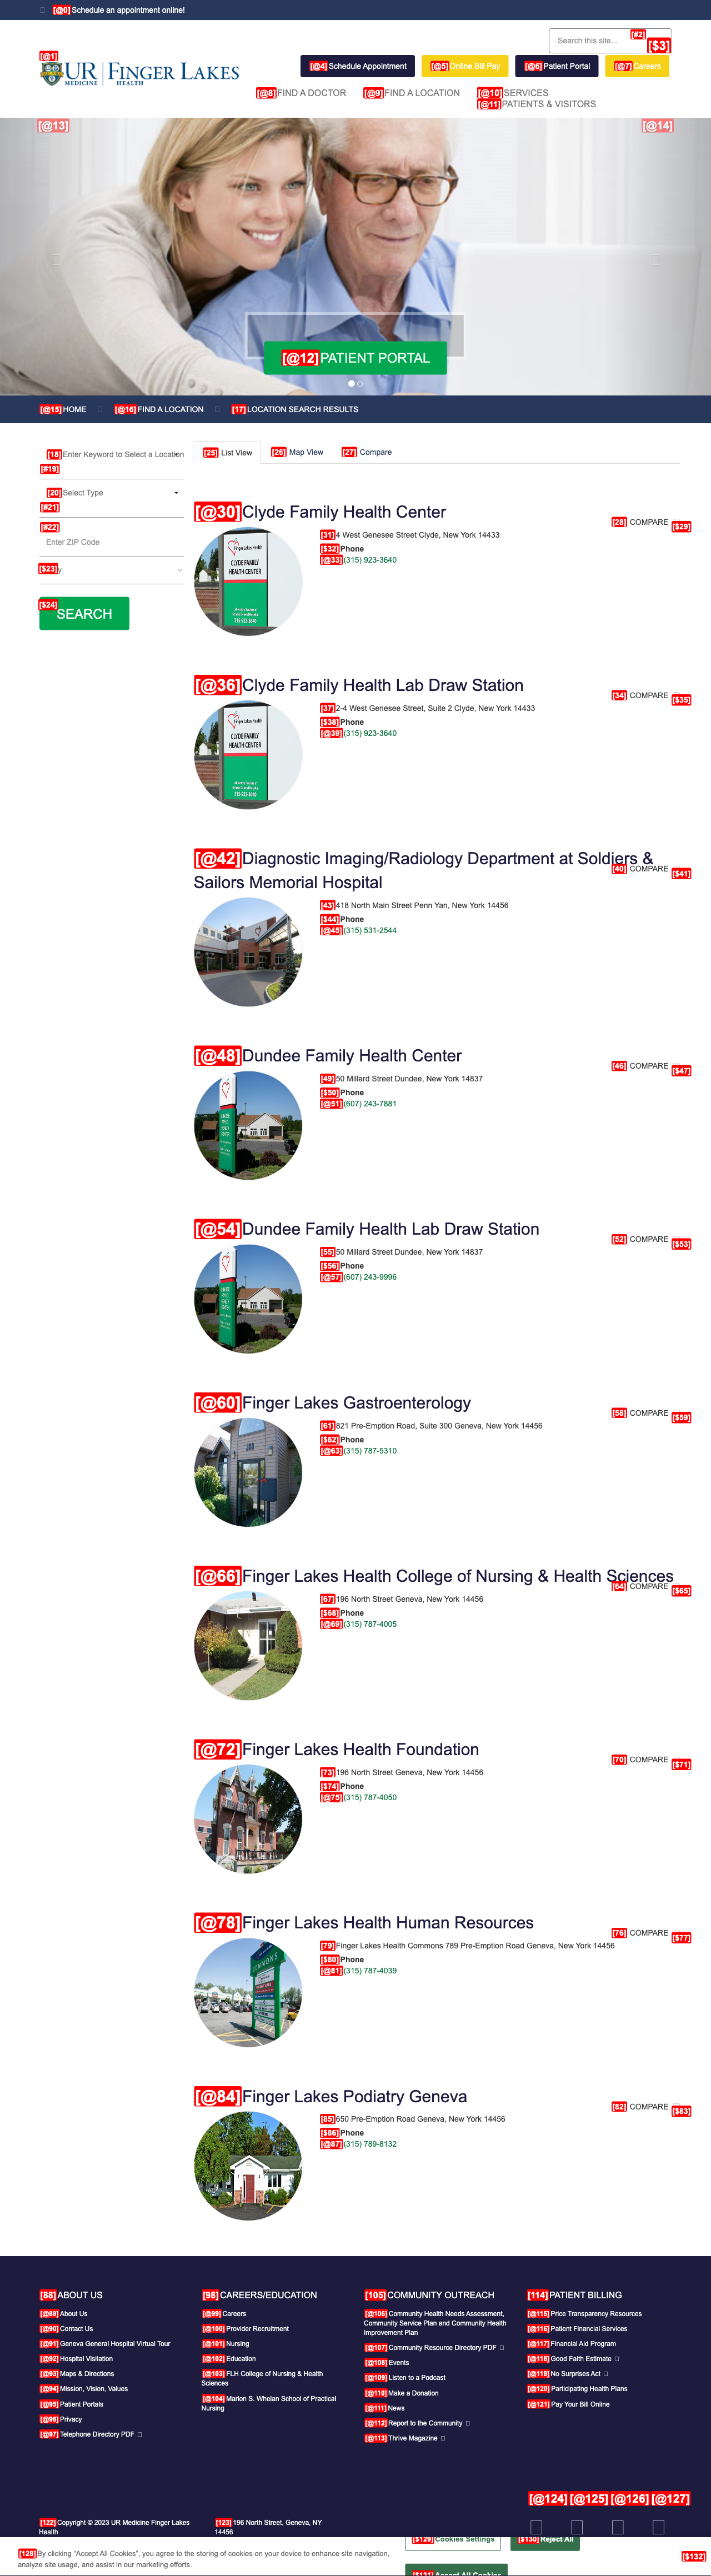 [@0] Schedule an appointment online!
[#2]
Search this site... [$3]
[@1]
UR MEDICINE | FINGER LAKES HEALTH
[@4] Schedule Appointment [@5] Online Bill Pay [@6] Patient Portal [@7] Careers
[@8] FIND A DOCTOR [@9] FIND A LOCATION [@10] SERVICES
[@11] PATIENTS & VISITORS
[@13] [@14]
[@12] PATIENT PORTAL
[@15] HOME [@16] FIND A LOCATION [17] LOCATION SEARCH RESULTS
[18] Enter Keyword to Select a Location
[#19]
[20] Select Type
[#21]
[#22]
Enter ZIP Code
[$23]
[$24]
SEARCH
[25] List View [26] Map View [27] Compare
[@30] Clyde Family Health Center
[28] COMPARE [$29]
[31] 4 West Genesee Street Clyde, New York 14433
[$32] Phone
[@33] (315) 923-3640
[@36] Clyde Family Health Lab Draw Station
[34] COMPARE [$35]
[37] 2-4 West Genesee Street, Suite 2 Clyde, New York 14433
[$38] Phone
[@39] (315) 923-3640
[@42] Diagnostic Imaging/Radiology Department at Soldiers &
Sailors Memorial Hospital
[40] COMPARE [$41]
[43] 418 North Main Street Penn Yan, New York 14456
[$44] Phone
[@45] (315) 531-2544
[@48] Dundee Family Health Center
[46] COMPARE [$47]
[49] 50 Millard Street Dundee, New York 14837
[$50] Phone
[@51] (607) 243-7881
[@54] Dundee Family Health Lab Draw Station
[52] COMPARE [$53]
[55] 50 Millard Street Dundee, New York 14837
[$56] Phone
[@57] (607) 243-9996
[@60] Finger Lakes Gastroenterology
[58] COMPARE [$59]
[61] 821 Pre-Emption Road, Suite 300 Geneva, New York 14456
[$62] Phone
[@63] (315) 787-5310
[@66] Finger Lakes Health College of Nursing & Health Sciences
[64] COMPARE [$65]
[67] 196 North Street Geneva, New York 14456
[$68] Phone
[@69] (315) 787-4005
[@72] Finger Lakes Health Foundation
[70] COMPARE [$71]
[73] 196 North Street Geneva, New York 14456
[$74] Phone
[@75] (315) 787-4050
[@78] Finger Lakes Health Human Resources
[76] COMPARE [$77]
[79] Finger Lakes Health Commons 789 Pre-Emption Road Geneva, New York 14456
[$80] Phone
[@81] (315) 787-4039
[@84] Finger Lakes Podiatry Geneva
[82] COMPARE [$83]
[85] 650 Pre-Emption Road Geneva, New York 14456
[$86] Phone
[@87] (315) 789-8132
[88] ABOUT US
[@89] About Us
[@90] Contact Us
[@91] Geneva General Hospital Virtual Tour
[@92] Hospital Visitation
[@93] Maps & Directions
[@94] Mission, Vision, Values
[@95] Patient Portals
[@96] Privacy
[@97] Telephone Directory PDF
[98] CAREERS/EDUCATION
[@99] Careers
[@100] Provider Recruitment
[@101] Nursing
[@102] Education
[@103] FLH College of Nursing & Health
Sciences
[@104] Marion S. Whelan School of Practical
Nursing
[105] COMMUNITY OUTREACH
[@106] Community Health Needs Assessment,
Community Service Plan and Community Health
Improvement Plan
[@107] Community Resource Directory PDF
[@108] Events
[@109] Listen to a Podcast
[@110] Make a Donation
[@111] News
[@112] Report to the Community
[@113] Thrive Magazine
[114] PATIENT BILLING
[@115] Price Transparency Resources
[@116] Patient Financial Services
[@117] Financial Aid Program
[@118] Good Faith Estimate
[@119] No Surprises Act
[@120] Participating Health Plans
[@121] Pay Your Bill Online
[@124] [@125] [@126] [@127]
[122] Copyright © 2023 UR Medicine Finger Lakes
Health
[123] 196 North Street, Geneva, NY
14456
[128] By clicking "Accept All Cookies", you agree to the storing of cookies on your device to enhance site navigation,
analyze site usage, and assist in our marketing efforts.
[$129] Cookies Settings [$130] Reject All
[$131] Accept All Cookies
[$132]